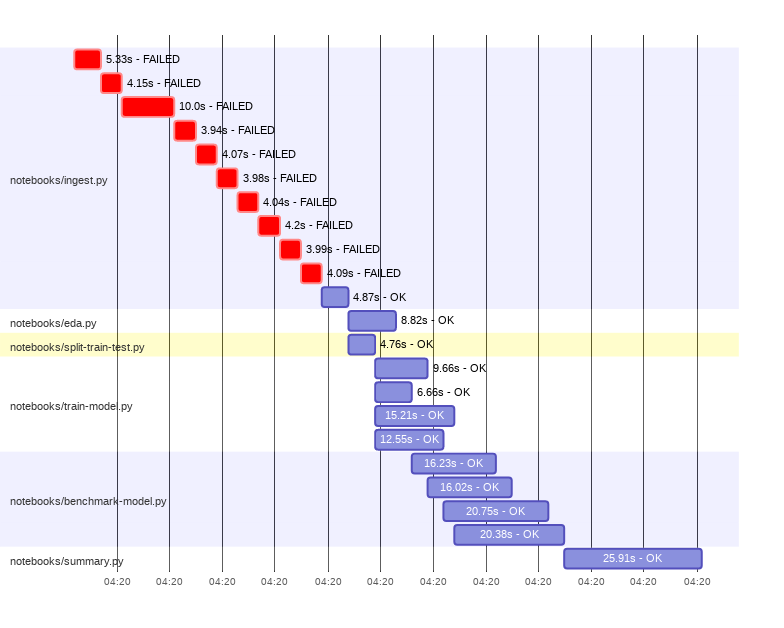 5.33s - FAILED
4.15s - FAILED
10.0s - FAILED
3.94s - FAILED
4.07s - FAILED
notebooks/ingest.py
3.98s - FAILED
4.04s - FAILED
4.2s - FAILED
3.99s - FAILED
4.09s - FAILED
4.87s - OK
notebooks/eda.py
8.82s - OK
notebooks/split-train-test.py
4.76s - OK
9.66s - OK
6.66s - OK
notebooks/train-model.py
15.21s - OK
12.55s - OK
16.23s - OK
16.02s - OK
notebooks/benchmark-model.py
20.75s - OK
20.38s - OK
notebooks/summary.py
25.91s - OK
04:20 04:20 04:20 04:20 04:20 04:20 04:20 04:20 04:20 04:20 04:20 04:20